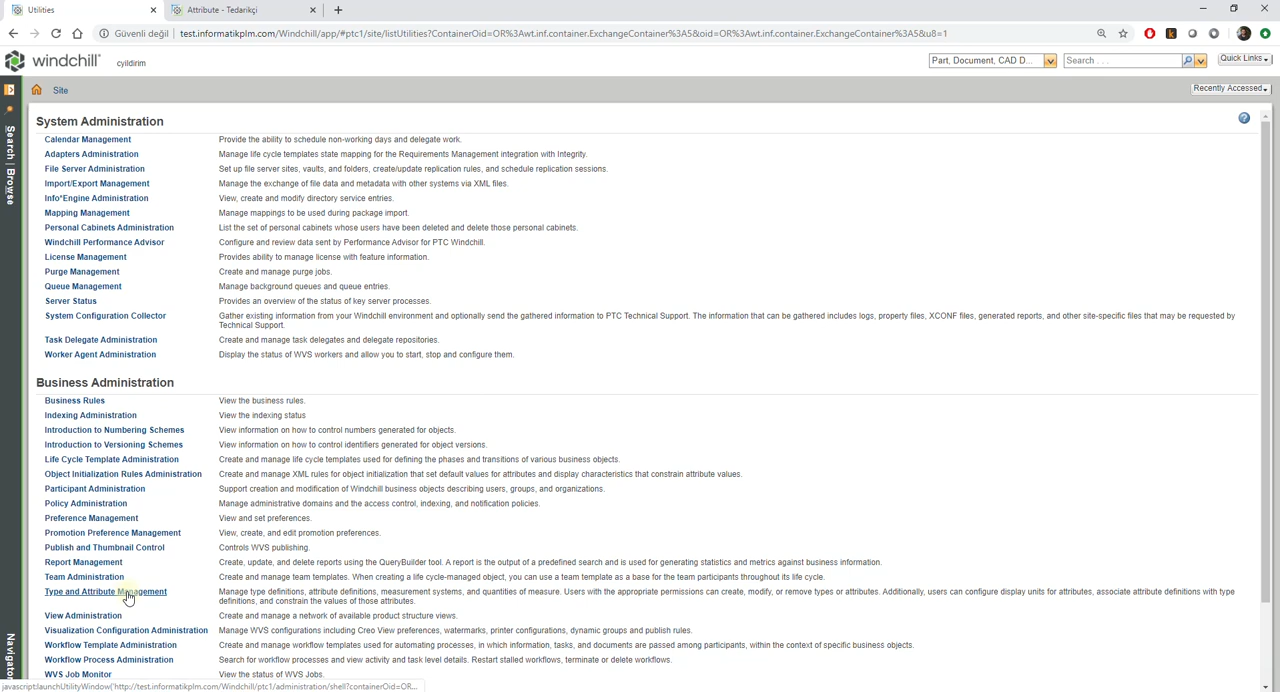 Utilities
Attribute - Tedarikçi
Güvenli değil
test.informatikplm.com/Windchill/app/#ptc1/site/listUtilities?ContainerOid=OR%3Awt.inf.container.ExchangeContainer%3A5&oid=OR%3Awt.inf.container.ExchangeContainer%3A5&u8=1
windchill
cyildirim
Part, Document, CAD D...
Search . . .
Quick Links
Site
Recently Accessed
Search | Browse
Navigator
System Administration
Calendar Management Provide the ability to schedule non-working days and delegate work.
Adapters Administration Manage life cycle templates state mapping for the Requirements Management integration with Integrity.
File Server Administration Set up file server sites, vaults, and folders, create/update replication rules, and schedule replication sessions.
Import/Export Management Manage the exchange of file data and metadata with other systems via XML files.
Info*Engine Administration View, create and modify directory service entries.
Mapping Management Manage mappings to be used during package import.
Personal Cabinets Administration List the set of personal cabinets whose users have been deleted and delete those personal cabinets.
Windchill Performance Advisor Configure and review data sent by Performance Advisor for PTC Windchill.
License Management Provides ability to manage license with feature information.
Purge Management Create and manage purge jobs.
Queue Management Manage background queues and queue entries.
Server Status Provides an overview of the status of key server processes.
System Configuration Collector Gather existing information from your Windchill environment and optionally send the gathered information to PTC Technical Support. The information that can be gathered includes logs, property files, XCONF files, generated reports, and other site-specific files that may be requested by
Technical Support.
Task Delegate Administration Create and manage task delegates and delegate repositories.
Worker Agent Administration Display the status of WVS workers and allow you to start, stop and configure them.
Business Administration
Business Rules View the business rules.
Indexing Administration View the indexing status
Introduction to Numbering Schemes View information on how to control numbers generated for objects.
Introduction to Versioning Schemes View information on how to control identifiers generated for object versions.
Life Cycle Template Administration Create and manage life cycle templates used for defining the phases and transitions of various business objects.
Object Initialization Rules Administration Create and manage XML rules for object initialization that set default values for attributes and display characteristics that constrain attribute values.
Participant Administration Support creation and modification of Windchill business objects describing users, groups, and organizations.
Policy Administration Manage administrative domains and the access control, indexing, and notification policies.
Preference Management View and set preferences.
Promotion Preference Management View, create, and edit promotion preferences.
Publish and Thumbnail Control Controls WVS publishing.
Report Management Create, update, and delete reports using the QueryBuilder tool. A report is the output of a predefined search and is used for generating statistics and metrics against business information.
Team Administration Create and manage team templates. When creating a life cycle-managed object, you can use a team template as a base for the team participants throughout its life cycle.
Type and Attribute Management Manage type definitions, attribute definitions, measurement systems, and quantities of measure. Users with the appropriate permissions can create, modify, or remove types or attributes. Additionally, users can configure display units for attributes, associate attribute definitions with type
definitions, and constrain the values of those attributes.
View Administration Create and manage a network of available product structure views.
Visualization Configuration Administration Manage WVS configurations including Creo View preferences, watermarks, printer configurations, dynamic groups and publish rules.
Workflow Template Administration Create and manage workflow templates used for automating processes, in which information, tasks, and documents are passed among participants, within the context of specific business objects.
Workflow Process Administration Search for workflow processes and view activity and task level details. Restart stalled workflows, terminate or delete workflows.
WVS Job Monitor View the status of WVS Jobs.
javascript:launchUtilityWindow('http://test.informatikplm.com/Windchill/ptc1/administration/shell?containerOid=OR...